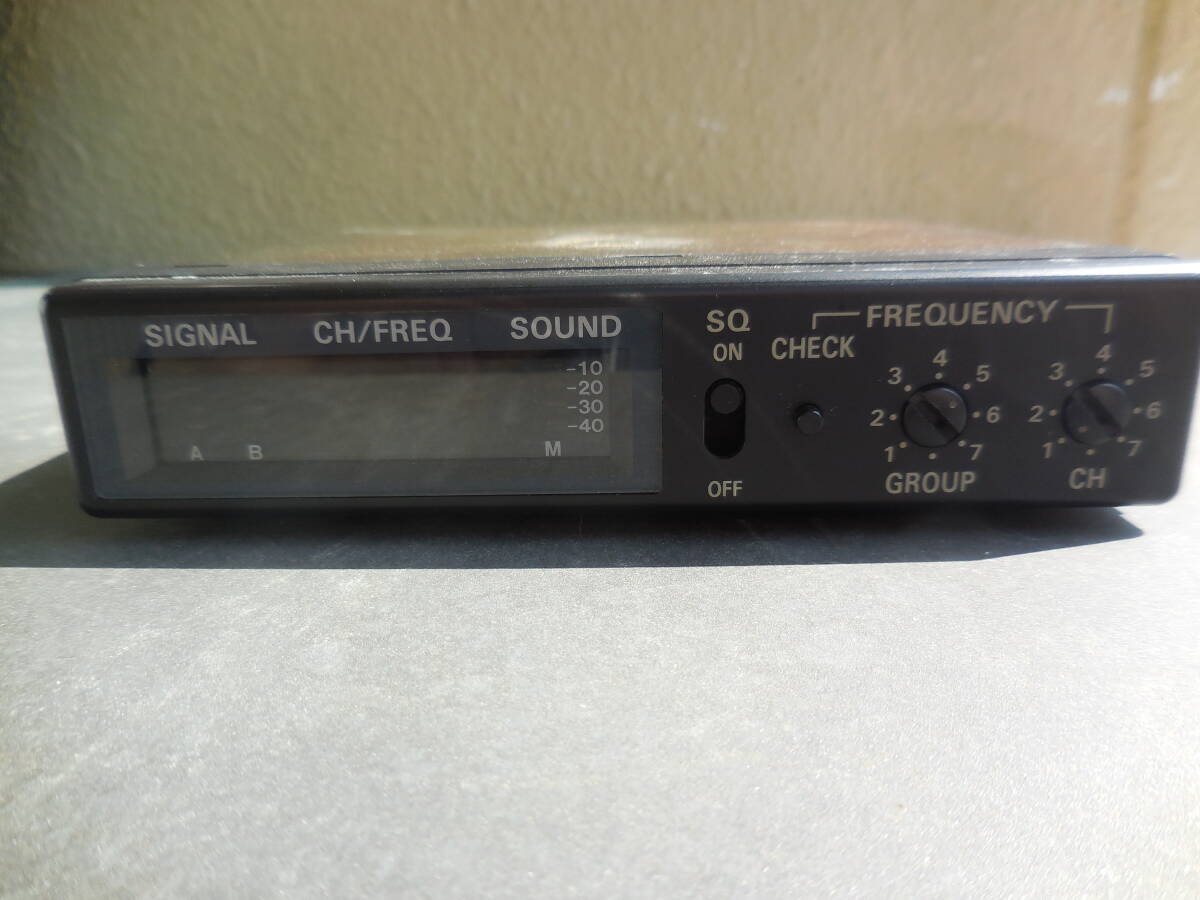 SIGNAL CH/FREQ SOUND
-10
-20
-30
-40
A B M
SQ
ON
OFF
CHECK
FREQUENCY
1 2 3 4 5 6 7
GROUP
1 2 3 4 5 6 7
CH